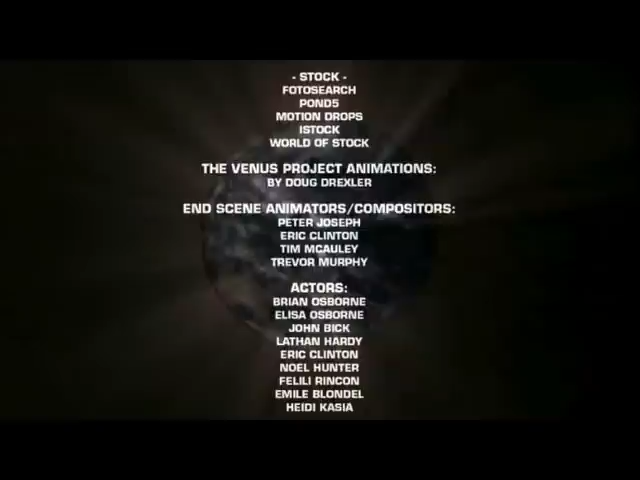 - STOCK -
FOTOSEARCH
POND5
MOTION DROPS
ISTOCK
WORLD OF STOCK
THE VENUS PROJECT ANIMATIONS:
BY DOUG DREXLER
END SCENE ANIMATORS/COMPOSITORS:
PETER JOSEPH
ERIC CLINTON
TIM MCAULEY
TREVOR MURPHY
ACTORS:
BRIAN OSBORNE
ELISA OSBORNE
JOHN BICK
LATHAN HARDY
ERIC CLINTON
NOEL HUNTER
FELILI RINCON
EMILE BLONDEL
HEIDI KASIA